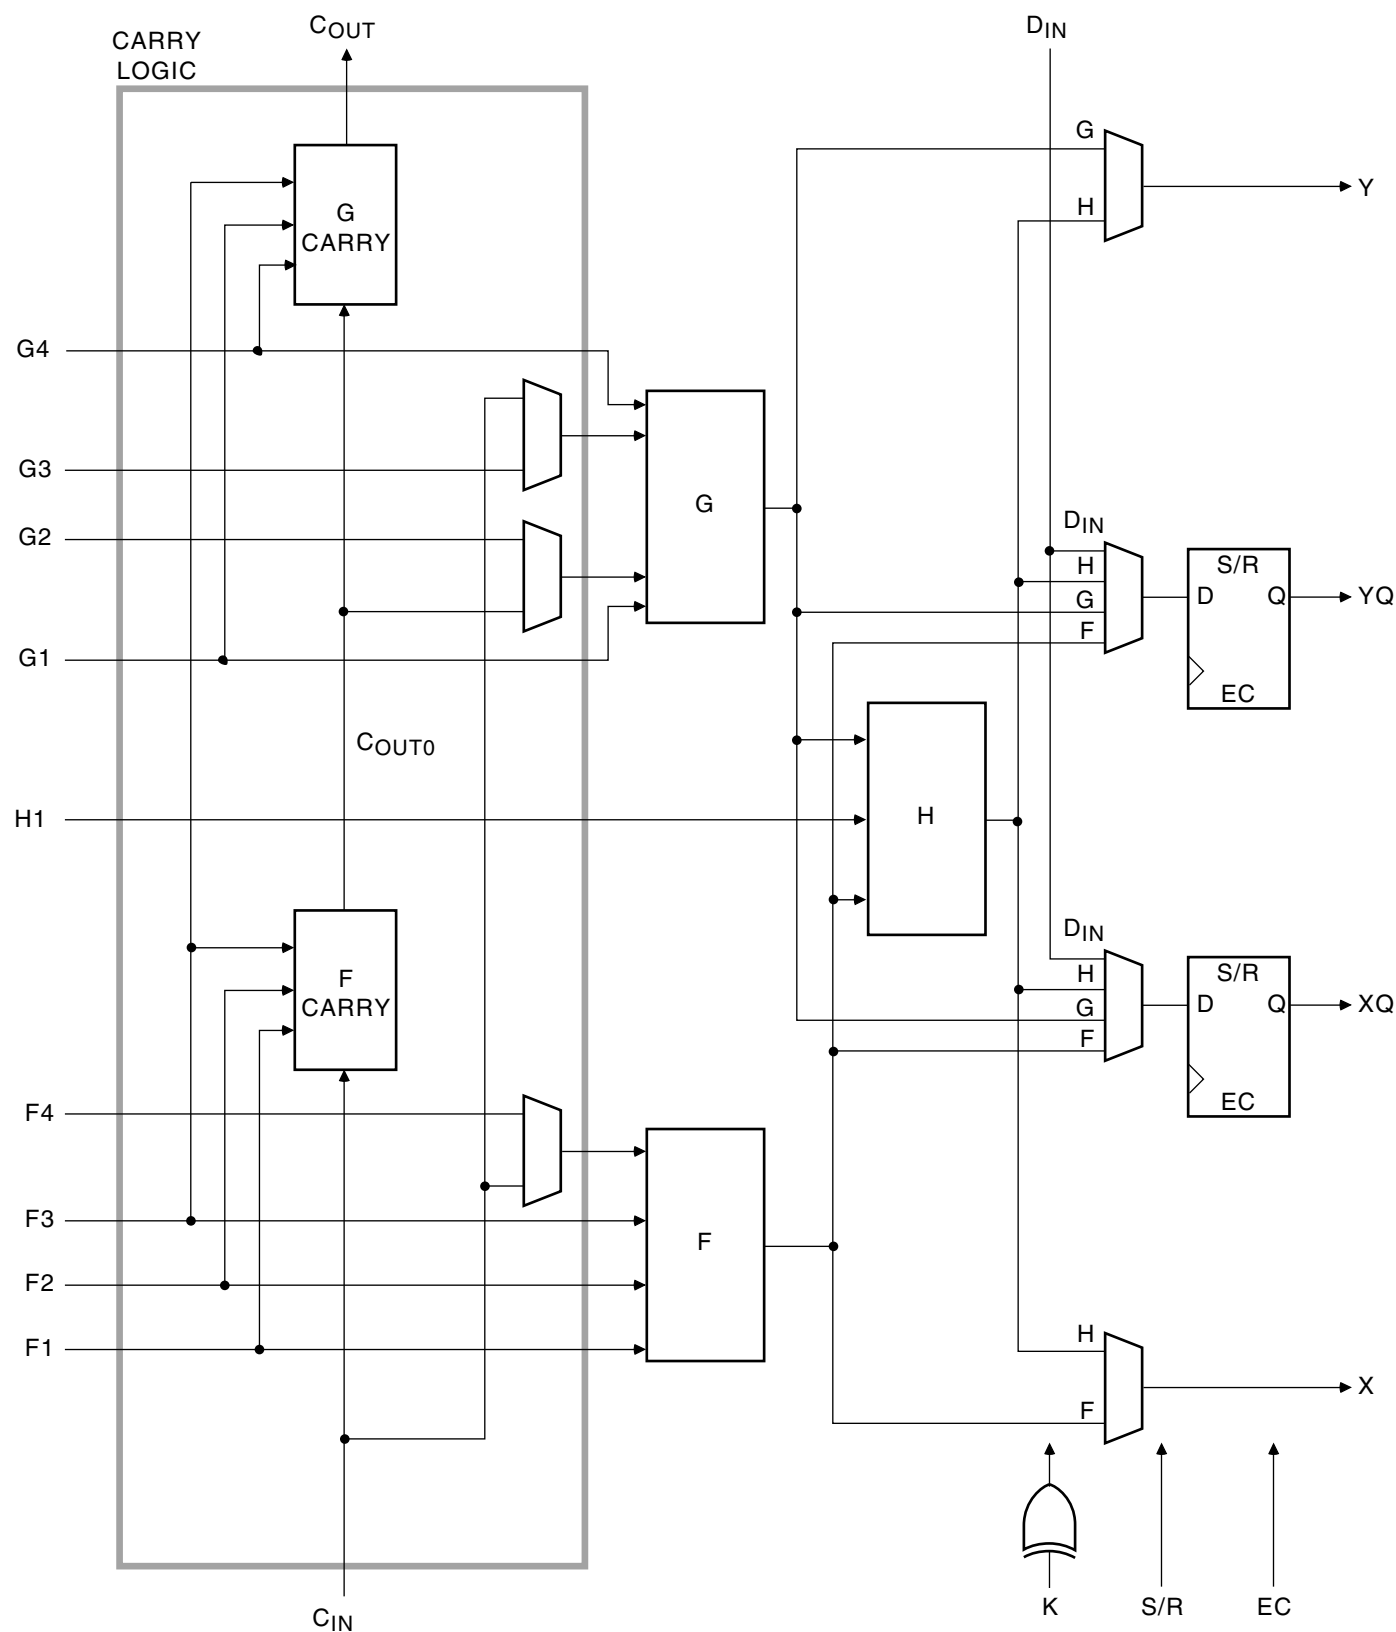 COUT
DIN
CARRY
LOGIC
G
Y
G
CARRY
H
G4
G3
G
G2
DIN
H
S/R
G
D
Q
YQ
F
G1
EC
COUT0
H1
H
DIN
F
CARRY
H
S/R
G
D
Q
XQ
F
EC
F4
F3
F
F2
F1
H
X
F
K
S/R
EC
CIN